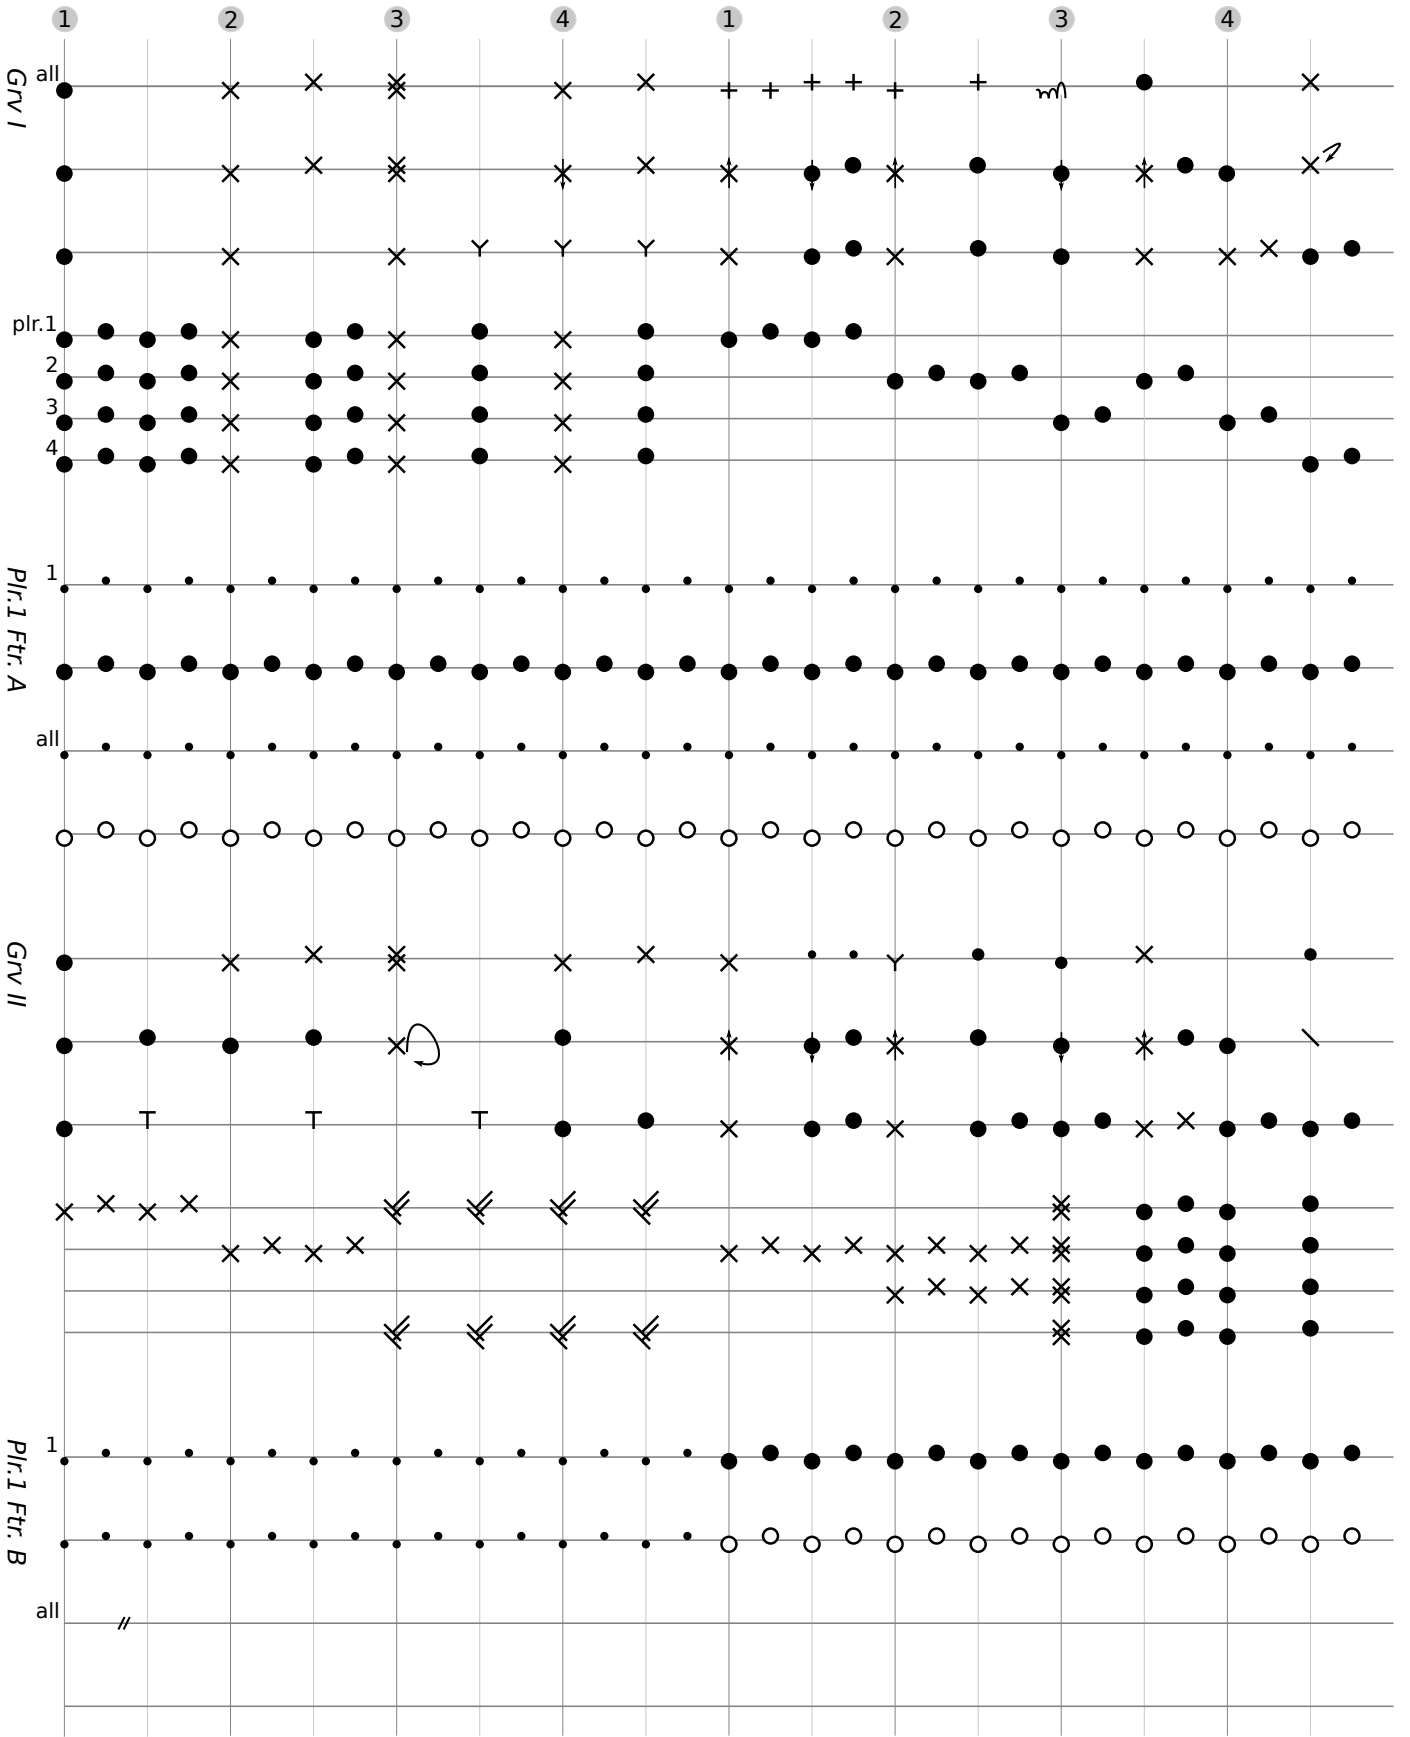 1 2 3 4 1 2 3 4
Grv I
all
plr.1
2
3
4
Plr.1 Ftr. A
1
all
Grv II
Plr.1 Ftr. B
1
all